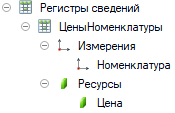 Регистры сведений
ЦеныНоменклатуры
Измерения
Номенклатура
Ресурсы
Цена